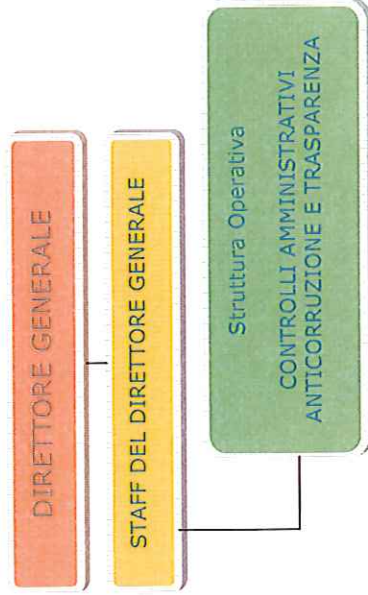 DIRETTORE GENERALE
STAFF DEL DIRETTORE GENERALE
Struttura Operativa
CONTROLLI AMMINISTRATIVI
ANTICORRUZIONE E TRASPARENZA